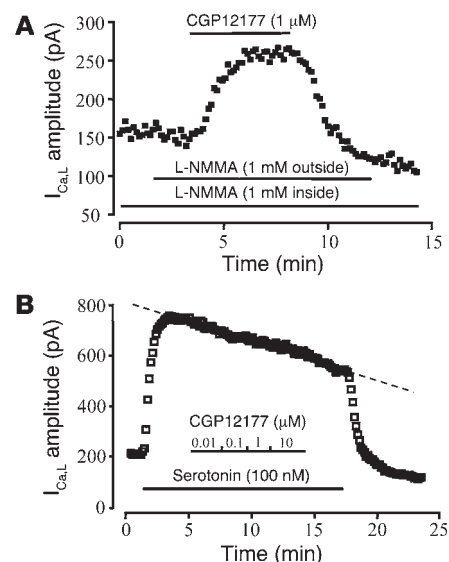 A
CGP12177 (1 μM)
300
250
200
150
100
50
I Ca,L amplitude (pA)
L-NMMA (1 mM outside)
L-NMMA (1 mM inside)
0 5 10 15
Time (min)
B
800
600
400
200
0
I Ca,L amplitude (pA)
CGP12177 (μM)
0.01 0.1 1 10
Serotonin (100 nM)
0 5 10 15 20 25
Time (min)